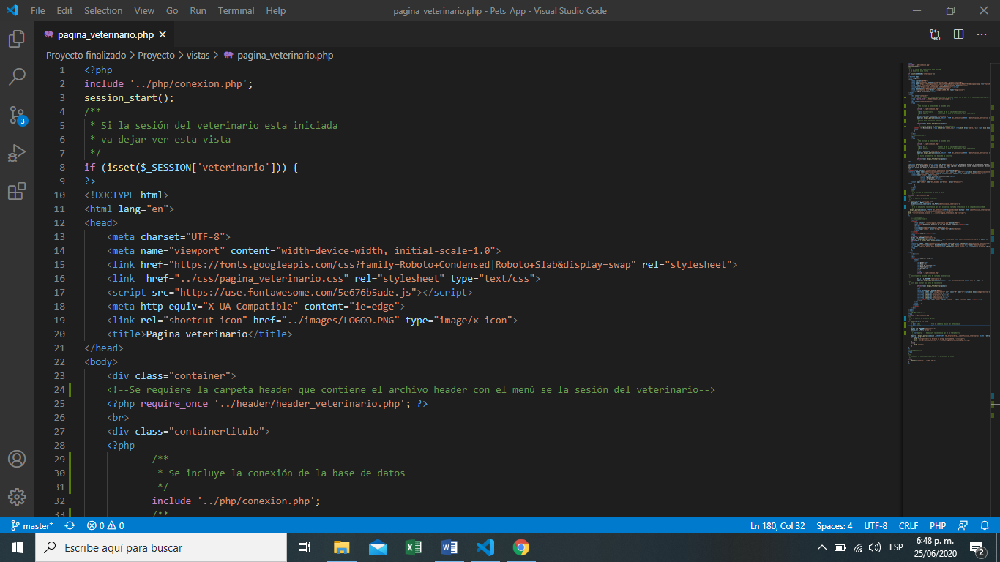 File Edit Selection View Go Run Terminal Help
pagina_veterinario.php - Pets_App - Visual Studio Code
pagina_veterinario.php
Proyecto finalizado > Proyecto > vistas > pagina_veterinario.php
1 <?php
2 include '../php/conexion.php';
3 session_start();
4 /**
5  * Si la sesión del veterinario esta iniciada
6  * va dejar ver esta vista
7  */
8 if (isset($_SESSION['veterinario'])) {
9 ?>
10 <!DOCTYPE html>
11 <html lang="en">
12 <head>
13     <meta charset="UTF-8">
14     <meta name="viewport" content="width=device-width, initial-scale=1.0">
15     <link href="https://fonts.googleapis.com/css?family=Roboto+Condensed|Roboto+Slab&display=swap" rel="stylesheet">
16     <link  href="../css/pagina_veterinario.css" rel="stylesheet" type="text/css">
17     <script src="https://use.fontawesome.com/5e676b5ade.js"></script>
18     <meta http-equiv="X-UA-Compatible" content="ie=edge">
19     <link rel="shortcut icon" href="../images/LOGOO.PNG" type="image/x-icon">
20     <title>Pagina veterinario</title>
21 </head>
22 <body>
23     <div class="container">
24     <!--Se requiere la carpeta header que contiene el archivo header con el menú se la sesión del veterinario-->
25     <?php require_once '../header/header_veterinario.php'; ?>
26     <br>
27     <div class="containertitulo">
28     <?php
29             /**
30              * Se incluye la conexión de la base de datos
31              */
32             include '../php/conexion.php';
33             /**
3
master* 0 0
Ln 180, Col 32 Spaces: 4 UTF-8 CRLF PHP
Escribe aquí para buscar
ESP
6:48 p. m.
25/06/2020
2